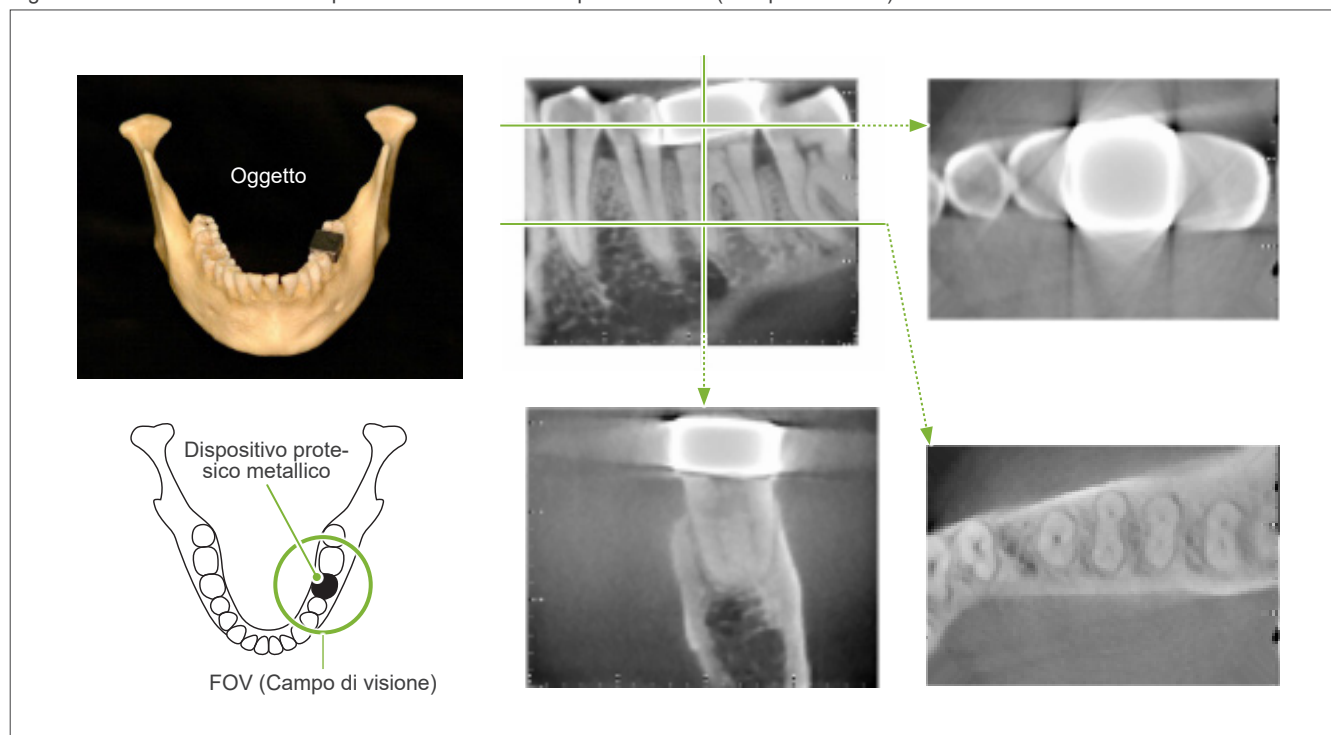 Oggetto
Dispositivo prote-
sico metallico
FOV (Campo di visione)